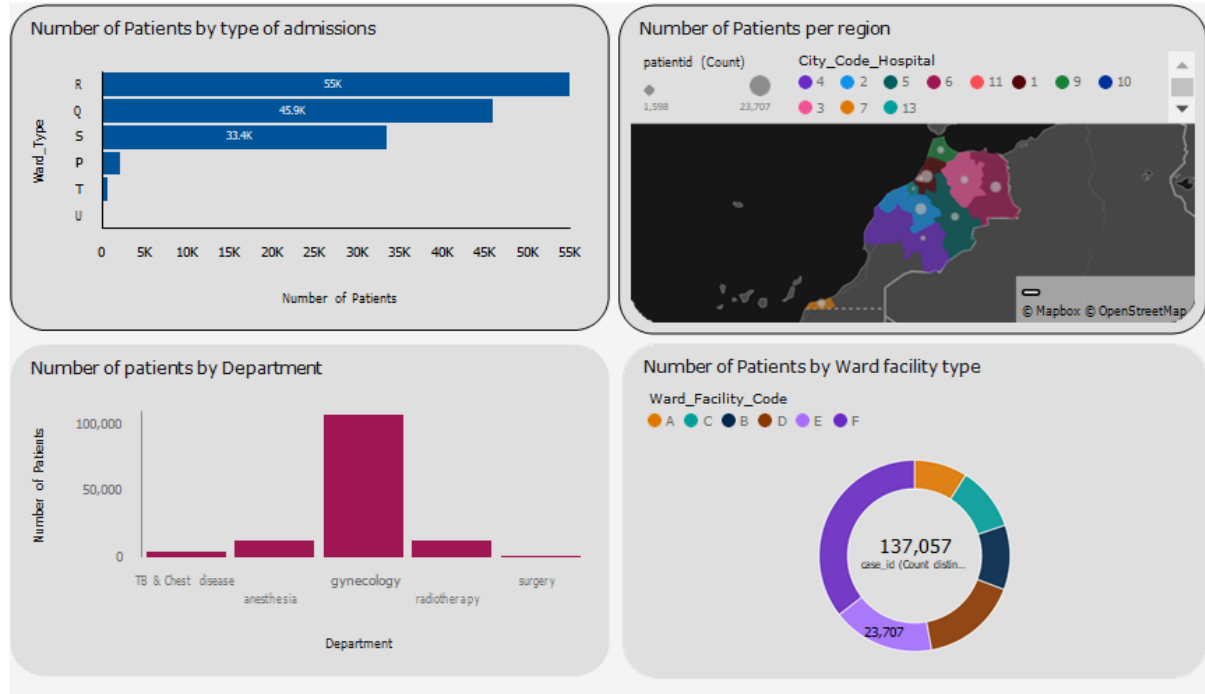 Number of Patients by type of admissions
Ward_Type
R
55K
Q
45.9K
S
33.4K
P
T
U
0 5K 10K 15K 20K 25K 30K 35K 40K 45K 50K 55K
Number of Patients
Number of Patients per region
patientid (Count)
1,598 23,707
City_Code_Hospital
4 2 5 6 11 1 9 10
3 7 13
© Mapbox © OpenStreetMap
Number of patients by Department
Number of Patients
100,000
50,000
0
TB & Chest disease gynecology surgery
anesthesia radiotherapy
Department
Number of Patients by Ward facility type
Ward_Facility_Code
A C B D E F
137,057
case_id (Count distin...
23,707